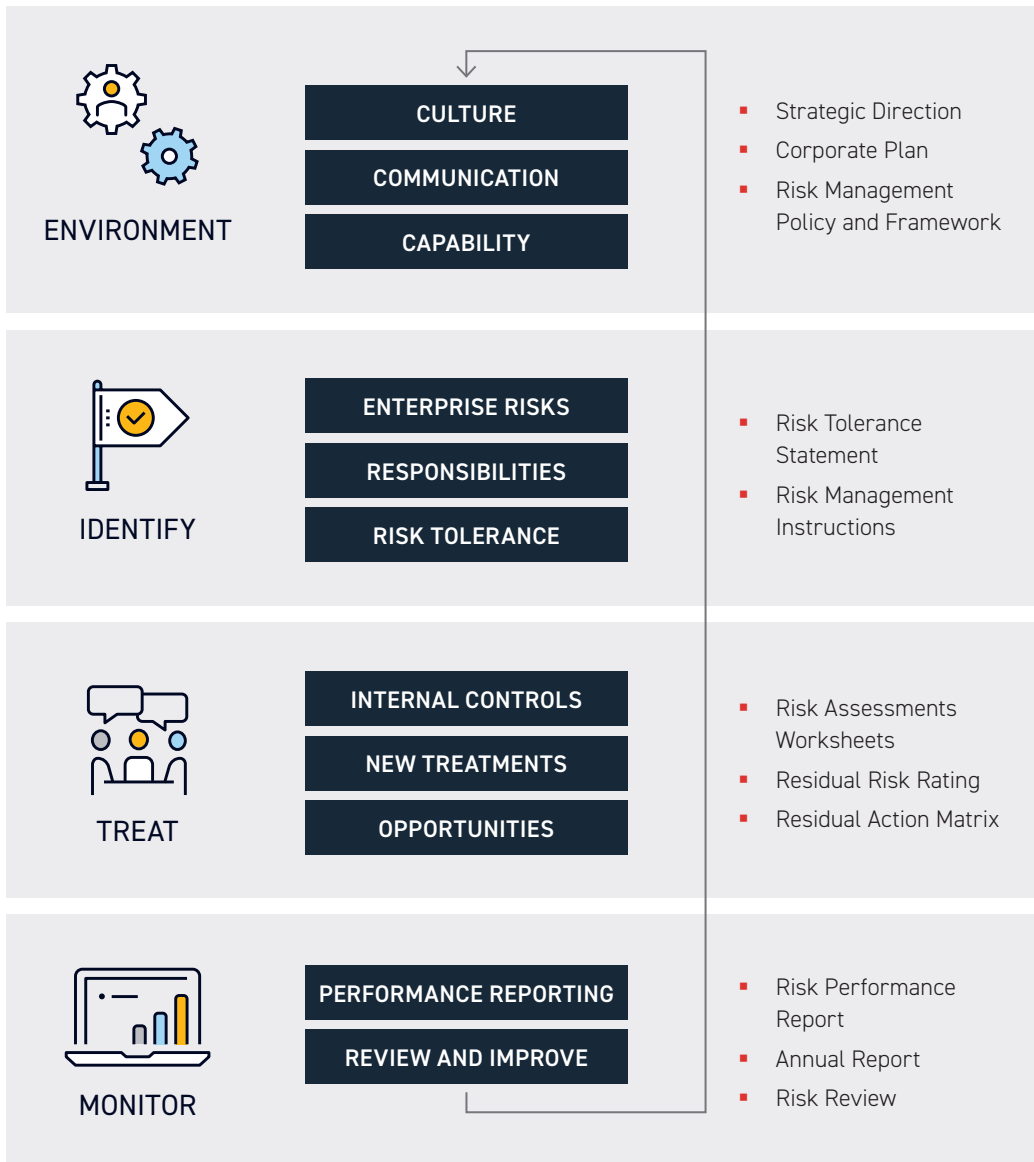 ENVIRONMENT
CULTURE
COMMUNICATION
CAPABILITY
▪ Strategic Direction
▪ Corporate Plan
▪ Risk Management
Policy and Framework
IDENTIFY
ENTERPRISE RISKS
RESPONSIBILITIES
RISK TOLERANCE
▪ Risk Tolerance
Statement
▪ Risk Management
Instructions
TREAT
INTERNAL CONTROLS
NEW TREATMENTS
OPPORTUNITIES
▪ Risk Assessments
Worksheets
▪ Residual Risk Rating
▪ Residual Action Matrix
MONITOR
PERFORMANCE REPORTING
REVIEW AND IMPROVE
▪ Risk Performance
Report
▪ Annual Report
▪ Risk Review